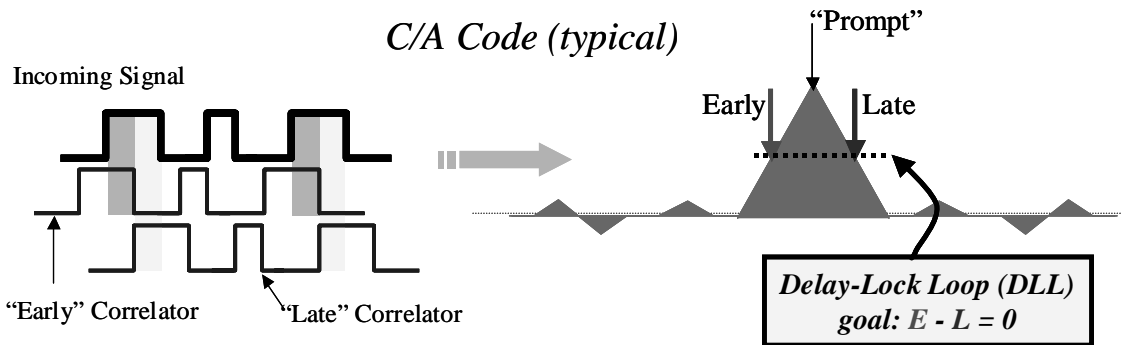 C/A Code (typical)
“Prompt”
Incoming Signal
Early
Late
“Early” Correlator
“Late” Correlator
Delay-Lock Loop (DLL)
goal: E - L = 0